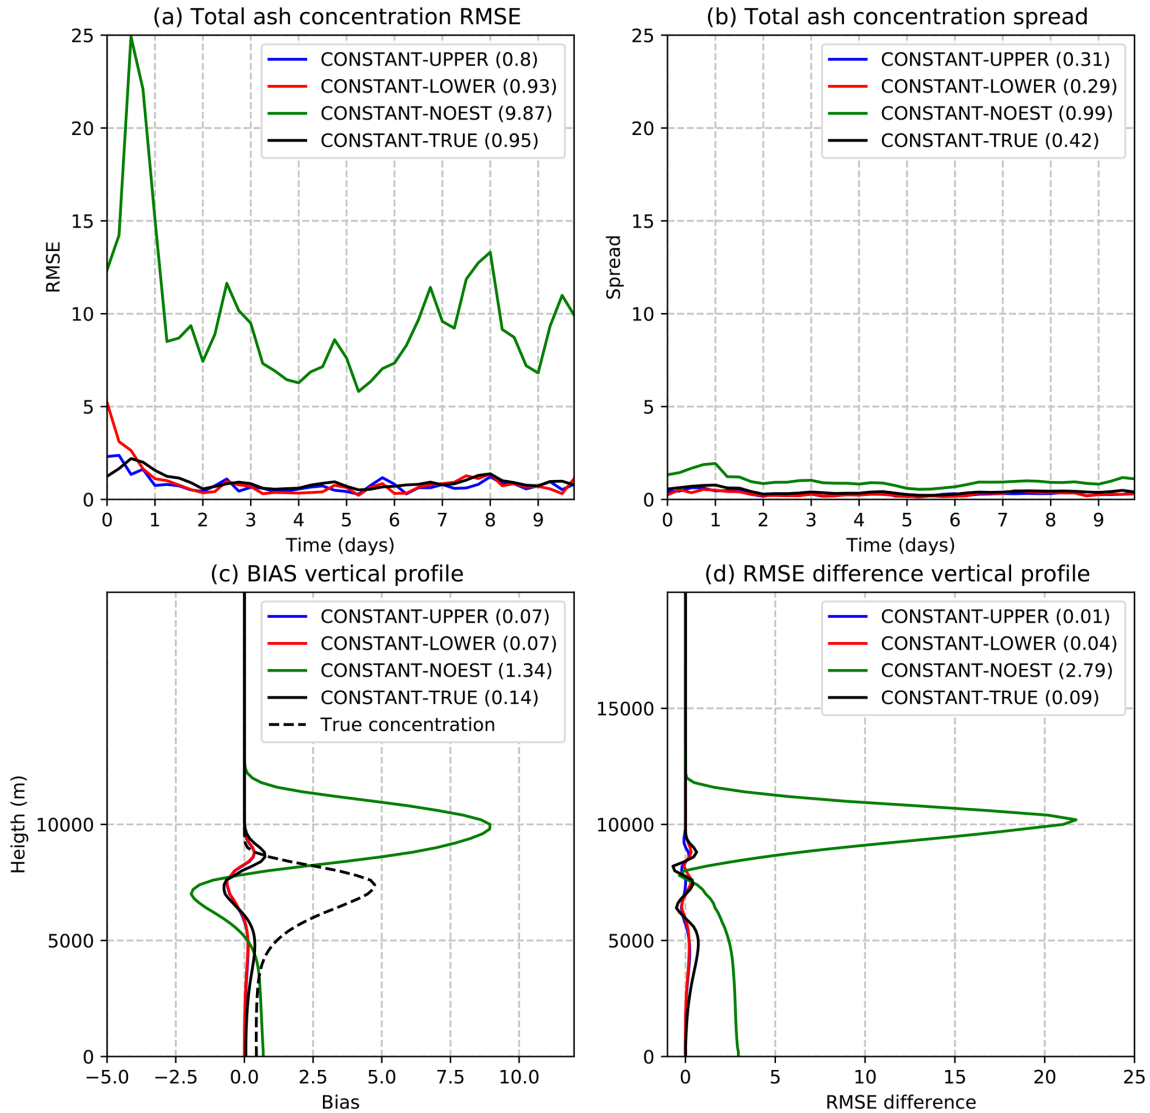 (a) Total ash concentration RMSE
25
20
15
10
5
0
RMSE
CONSTANT-UPPER (0.8)
CONSTANT-LOWER (0.93)
CONSTANT-NOEST (9.87)
CONSTANT-TRUE (0.95)
0 1 2 3 4 5 6 7 8 9
Time (days)
(b) Total ash concentration spread
25
20
15
10
5
0
Spread
CONSTANT-UPPER (0.31)
CONSTANT-LOWER (0.29)
CONSTANT-NOEST (0.99)
CONSTANT-TRUE (0.42)
0 1 2 3 4 5 6 7 8 9
Time (days)
(c) BIAS vertical profile
10000
5000
0
Heigth (m)
CONSTANT-UPPER (0.07)
CONSTANT-LOWER (0.07)
CONSTANT-NOEST (1.34)
CONSTANT-TRUE (0.14)
True concentration
−5.0 −2.5 0.0 2.5 5.0 7.5 10.0
Bias
(d) RMSE difference vertical profile
15000
10000
5000
0
CONSTANT-UPPER (0.01)
CONSTANT-LOWER (0.04)
CONSTANT-NOEST (2.79)
CONSTANT-TRUE (0.09)
0 5 10 15 20 25
RMSE difference